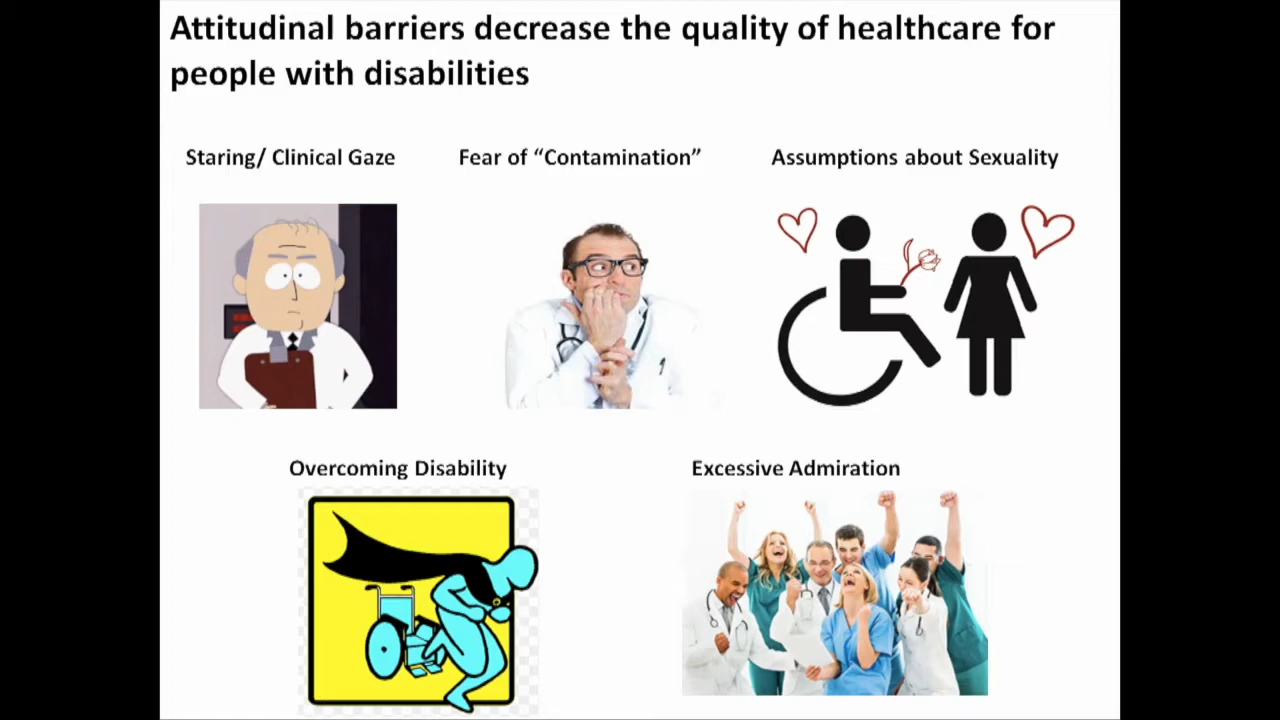 Attitudinal barriers decrease the quality of healthcare for
people with disabilities
Staring/ Clinical Gaze
Fear of “Contamination”
Assumptions about Sexuality
Overcoming Disability
Excessive Admiration